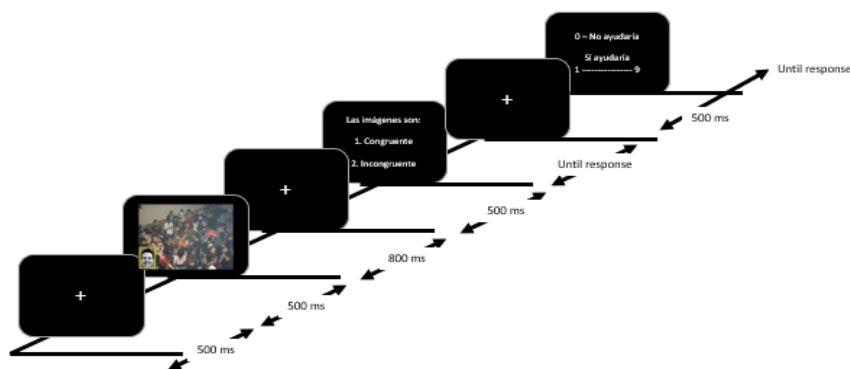 0 – No ayudaría
Sí ayudaría
1 ---------------- 9
Until response
+
500 ms
Las imágenes son:
1. Congruente
2. Incongruente
Until response
+
500 ms
800 ms
+
500 ms
500 ms